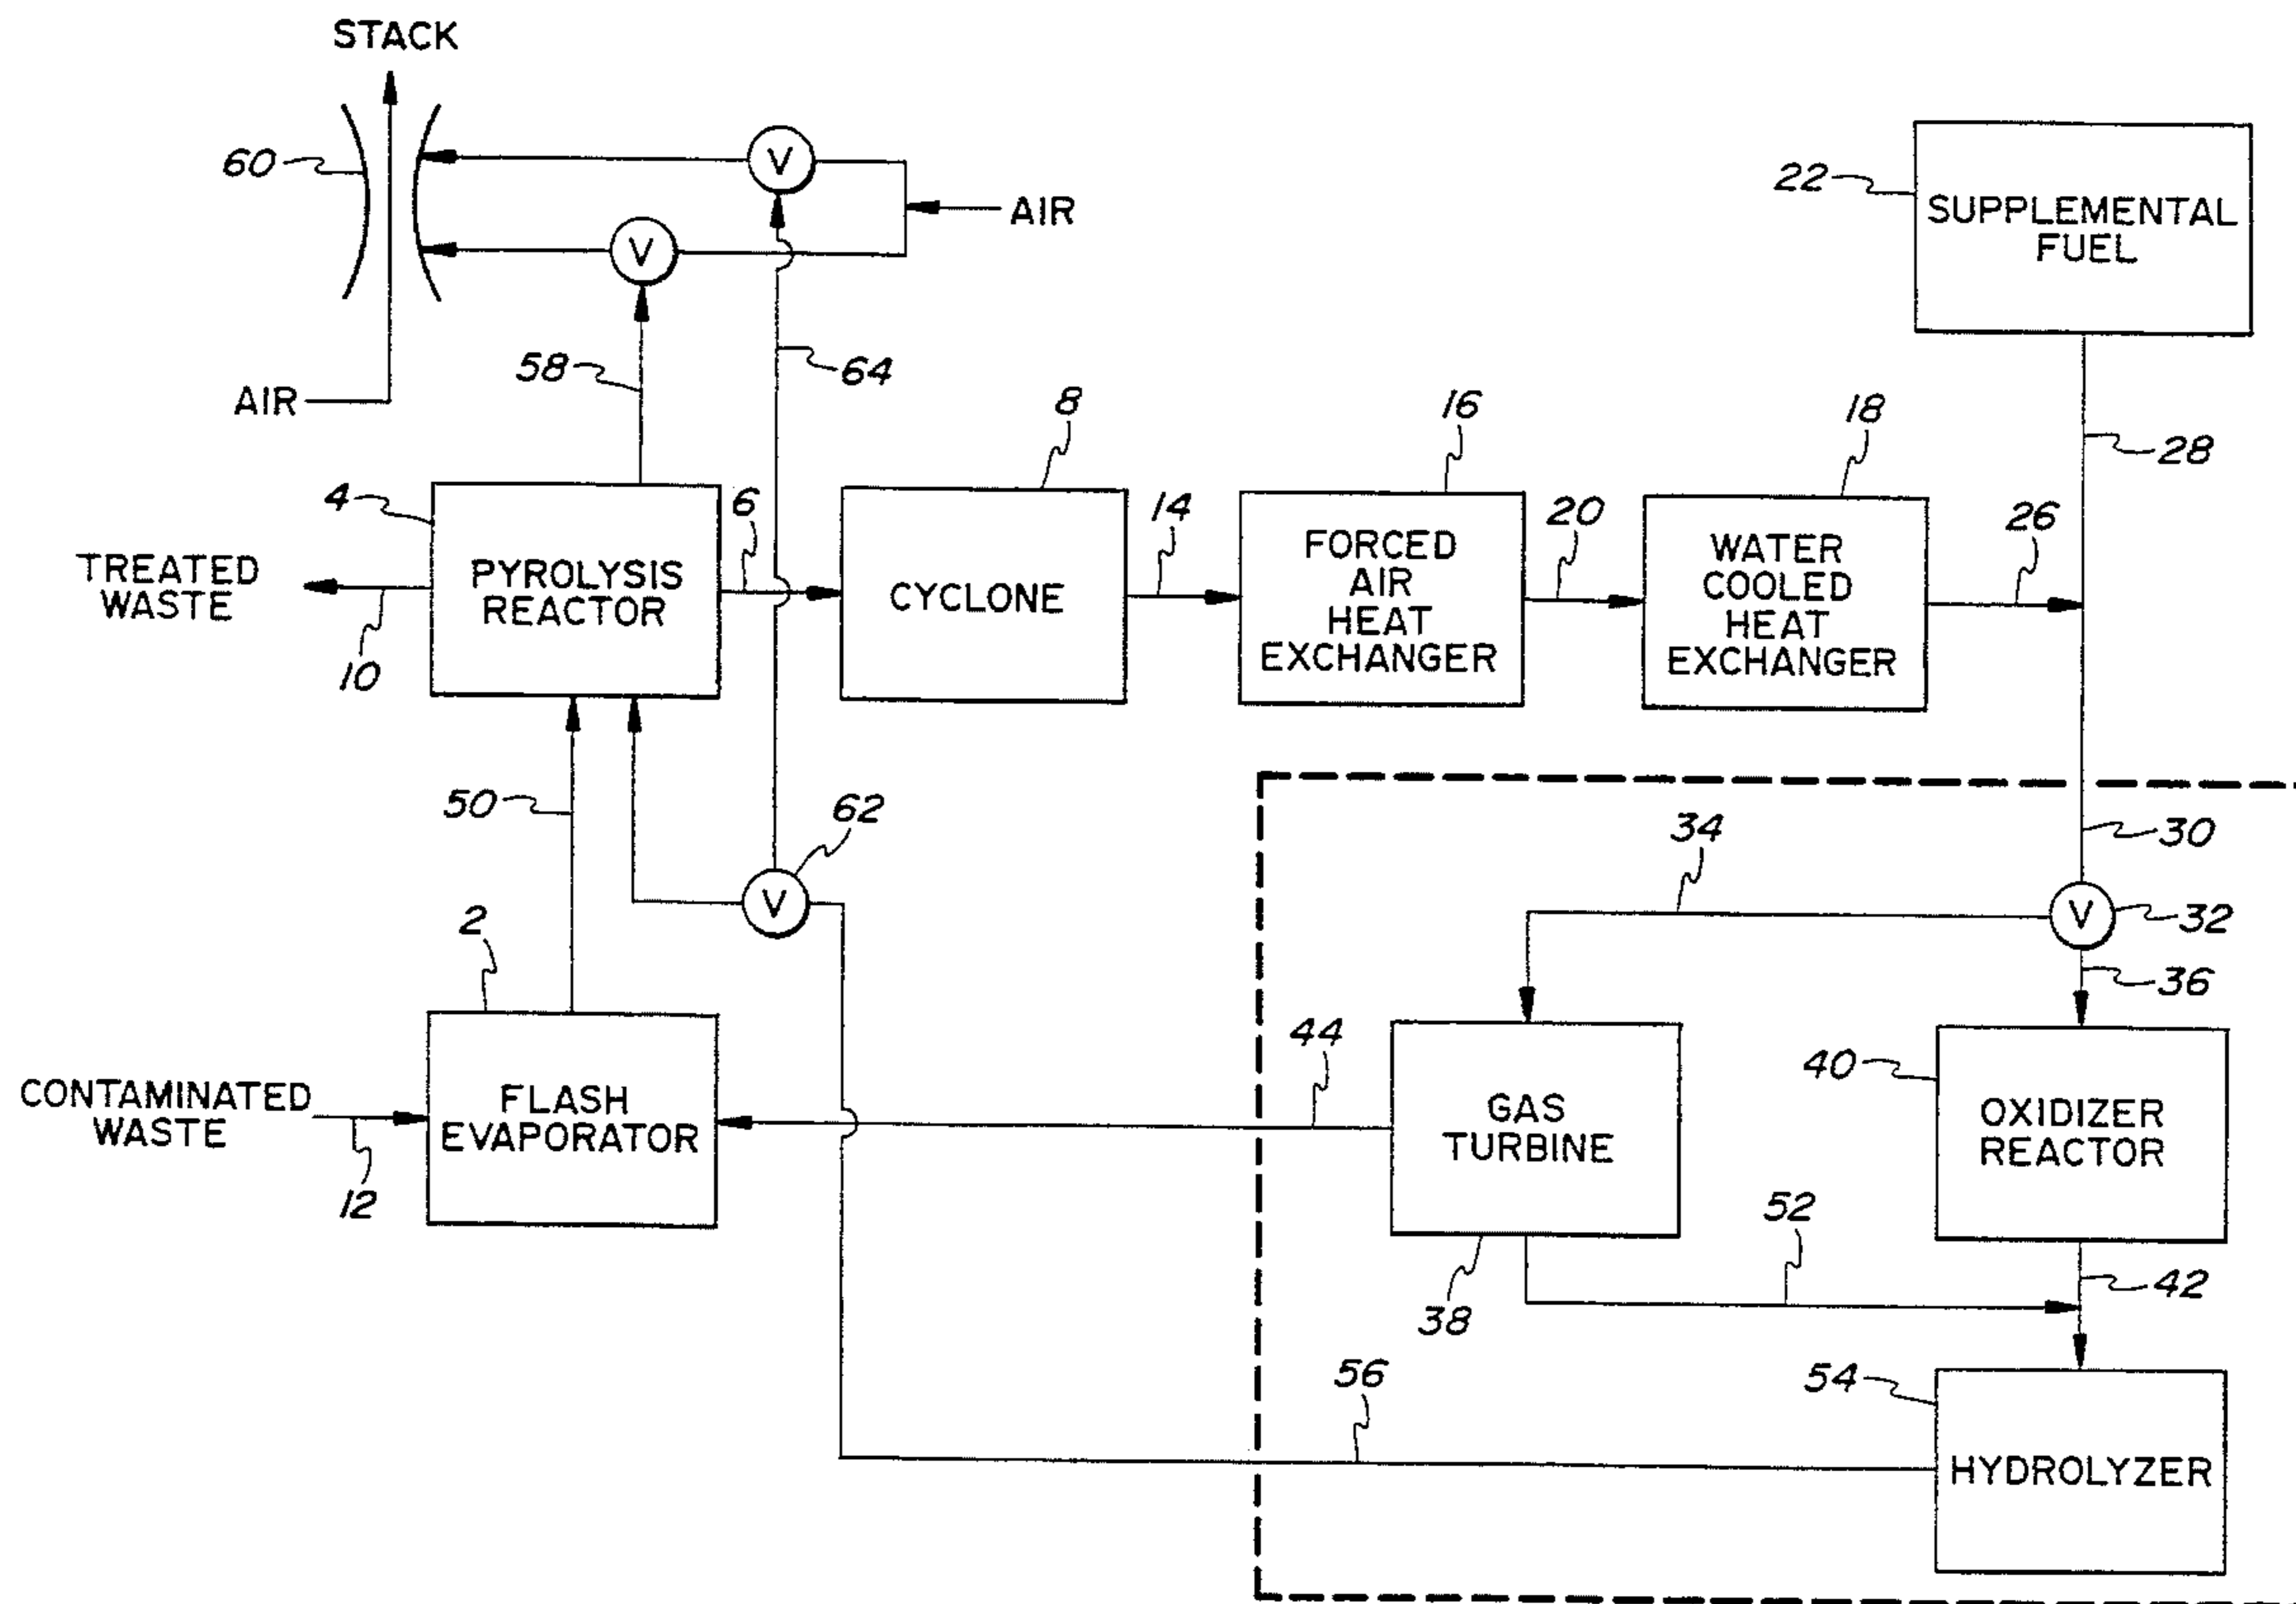 STACK
60
V
AIR
V
22
SUPPLEMENTAL
FUEL
AIR
58
64
28
4
6
8
14
16
20
18
26
TREATED
WASTE
10
PYROLYSIS
REACTOR
CYCLONE
FORCED
AIR
HEAT
EXCHANGER
WATER
COOLED
HEAT
EXCHANGER
50
62
V
34
30
V
32
36
2
CONTAMINATED
WASTE
12
FLASH
EVAPORATOR
44
GAS
TURBINE
38
40
OXIDIZER
REACTOR
52
42
56
54
HYDROLYZER